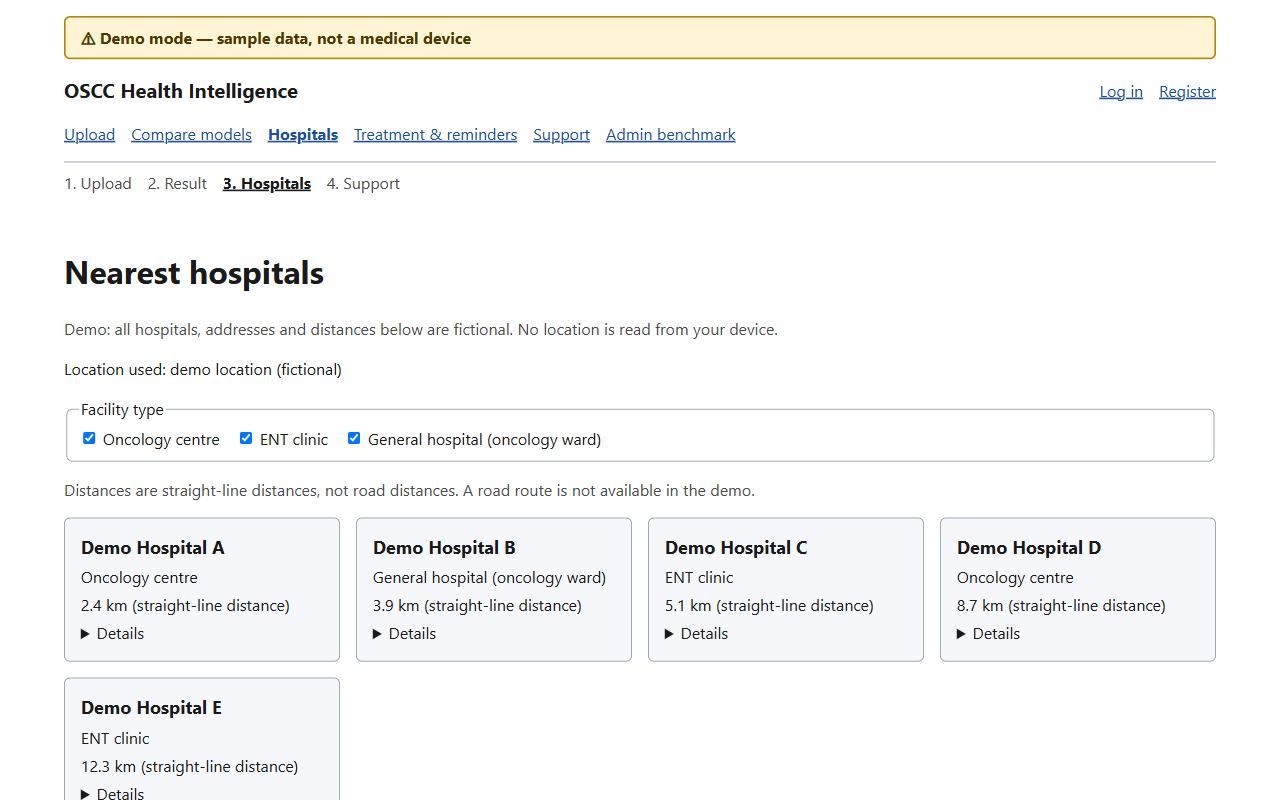 ⚠ Demo mode — sample data, not a medical device
OSCC Health Intelligence
Log in Register
Upload Compare models Hospitals Treatment & reminders Support Admin benchmark
1. Upload 2. Result 3. Hospitals 4. Support
Nearest hospitals
Demo: all hospitals, addresses and distances below are fictional. No location is read from your device.
Location used: demo location (fictional)
Facility type
Oncology centre ENT clinic General hospital (oncology ward)
Distances are straight-line distances, not road distances. A road route is not available in the demo.
Demo Hospital A
Oncology centre
2.4 km (straight-line distance)
▶ Details
Demo Hospital B
General hospital (oncology ward)
3.9 km (straight-line distance)
▶ Details
Demo Hospital C
ENT clinic
5.1 km (straight-line distance)
▶ Details
Demo Hospital D
Oncology centre
8.7 km (straight-line distance)
▶ Details
Demo Hospital E
ENT clinic
12.3 km (straight-line distance)
▶ Details